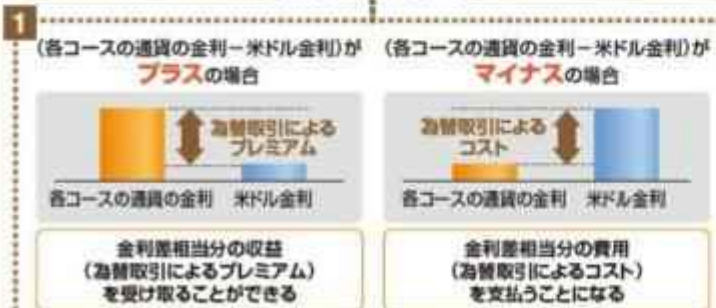 1
(各コースの通貨の金利－米ドル金利)が
プラスの場合
為替取引による
プレミアム
各コースの通貨の金利 米ドル金利
金利差相当分の収益
(為替取引によるプレミアム)
を受け取ることができる
(各コースの通貨の金利－米ドル金利)が
マイナスの場合
為替取引による
コスト
各コースの通貨の金利 米ドル金利
金利差相当分の費用
(為替取引によるコスト)
を支払うことになる